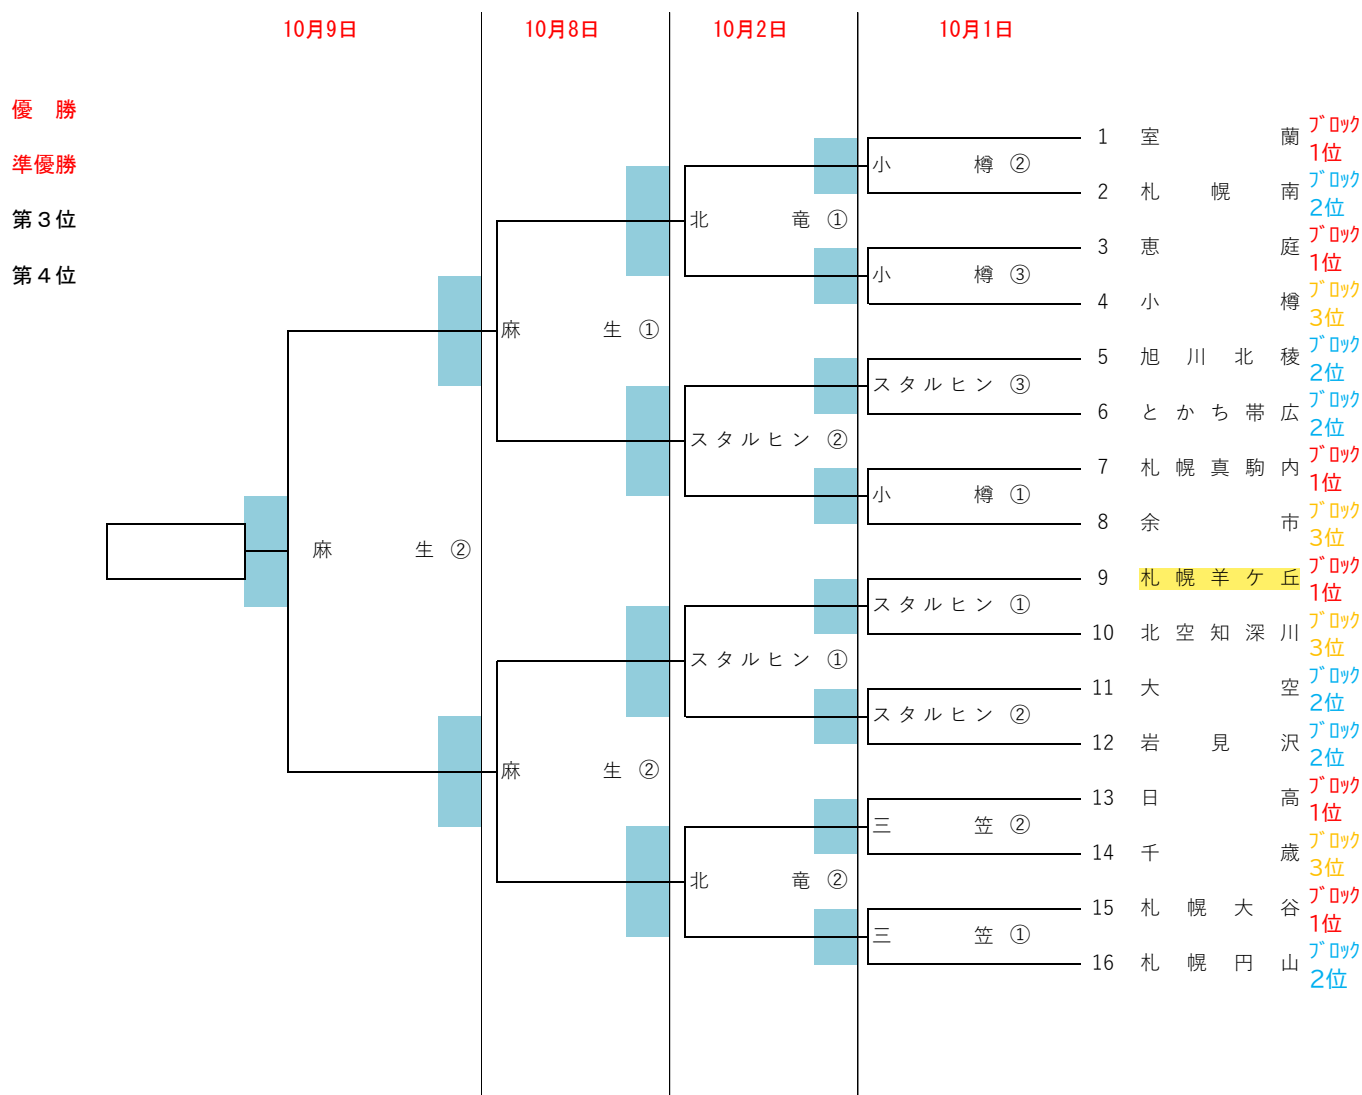 10月9日 10月8日 10月2日 10月1日
優　勝
準優勝
第３位
第４位
1 室蘭 ﾌﾞﾛｯｸ
1位
小樽 ②
2 札幌南 ﾌﾞﾛｯｸ
2位
北竜 ①
3 恵庭 ﾌﾞﾛｯｸ
1位
小樽 ③
4 小樽 ﾌﾞﾛｯｸ
3位
麻生 ①
5 旭川北稜 ﾌﾞﾛｯｸ
2位
スタルヒン ③
6 とかち帯広 ﾌﾞﾛｯｸ
2位
スタルヒン ②
7 札幌真駒内 ﾌﾞﾛｯｸ
1位
小樽 ①
8 余市 ﾌﾞﾛｯｸ
3位
麻生 ②
9 札幌羊ケ丘 ﾌﾞﾛｯｸ
1位
スタルヒン ①
10 北空知深川 ﾌﾞﾛｯｸ
3位
スタルヒン ①
11 大空 ﾌﾞﾛｯｸ
2位
スタルヒン ②
12 岩見沢 ﾌﾞﾛｯｸ
2位
麻生 ②
13 日高 ﾌﾞﾛｯｸ
1位
三笠 ②
14 千歳 ﾌﾞﾛｯｸ
3位
北竜 ②
15 札幌大谷 ﾌﾞﾛｯｸ
1位
三笠 ①
16 札幌円山 ﾌﾞﾛｯｸ
2位